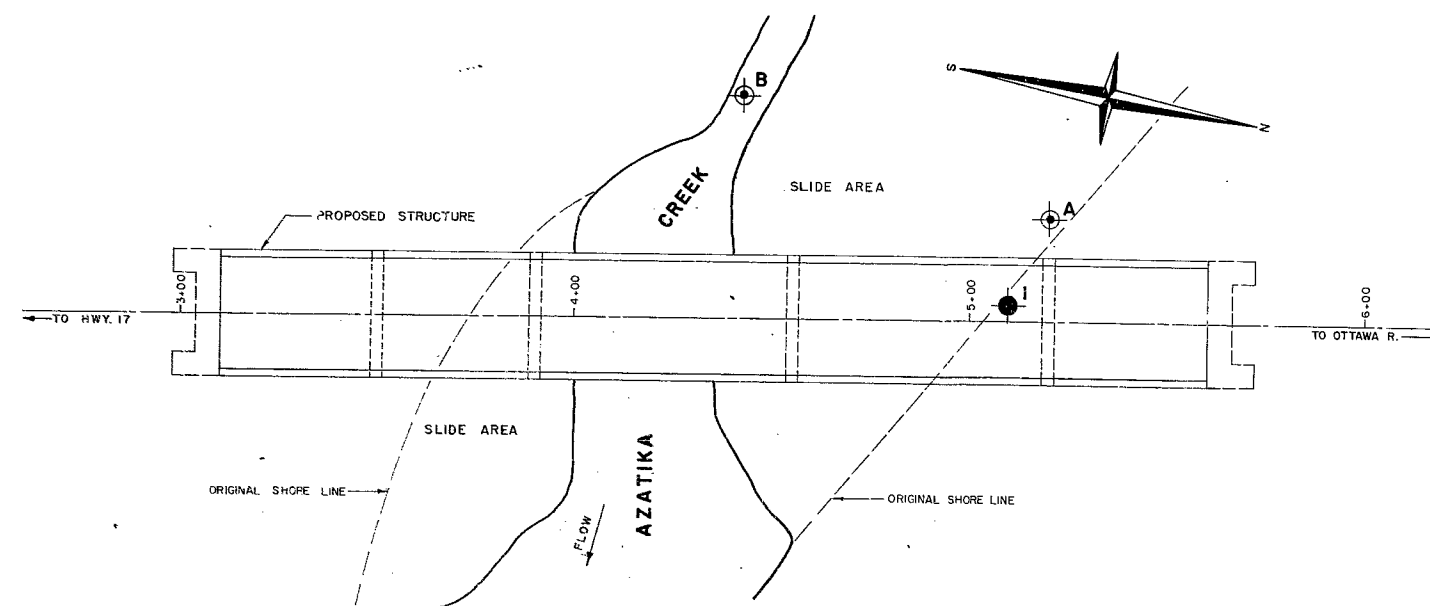 B
S
N
CREEK
SLIDE AREA
A
PROPOSED STRUCTURE
3+00
4+00
5+00
1
6+00
TO HWY. 17
TO OTTAWA R.
SLIDE AREA
AZATIKA
ORIGINAL SHORE LINE
ORIGINAL SHORE LINE
FLOW